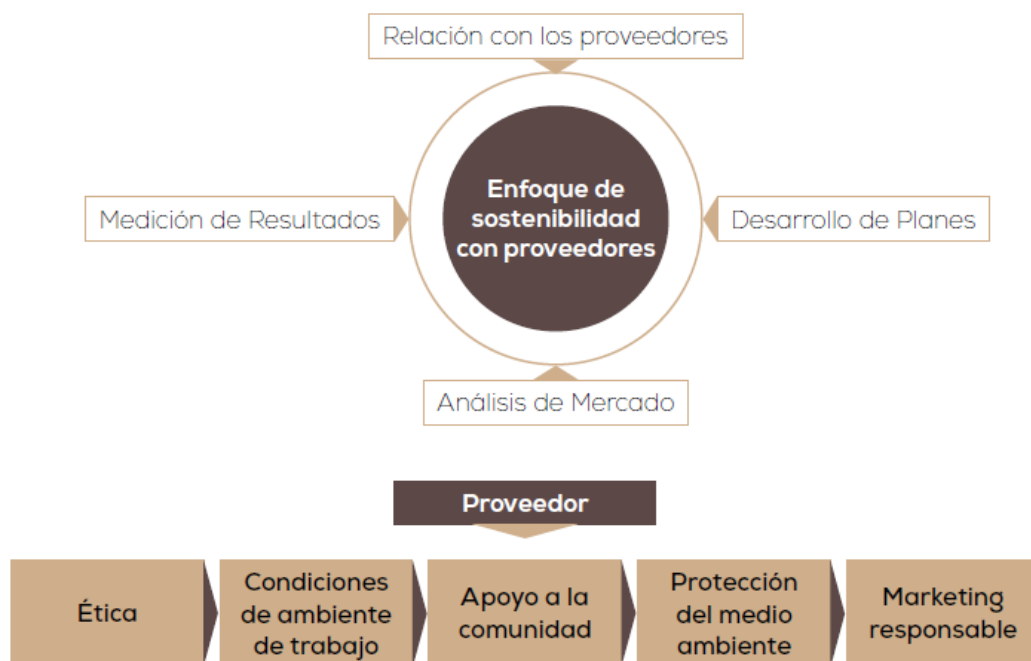 Relación con los proveedores
Enfoque de
sostenibilidad
con proveedores
Medición de Resultados
Desarrollo de Planes
Análisis de Mercado
Proveedor
Ética
Condiciones
de ambiente
de trabajo
Apoyo a la
comunidad
Protección
del medio
ambiente
Marketing
responsable